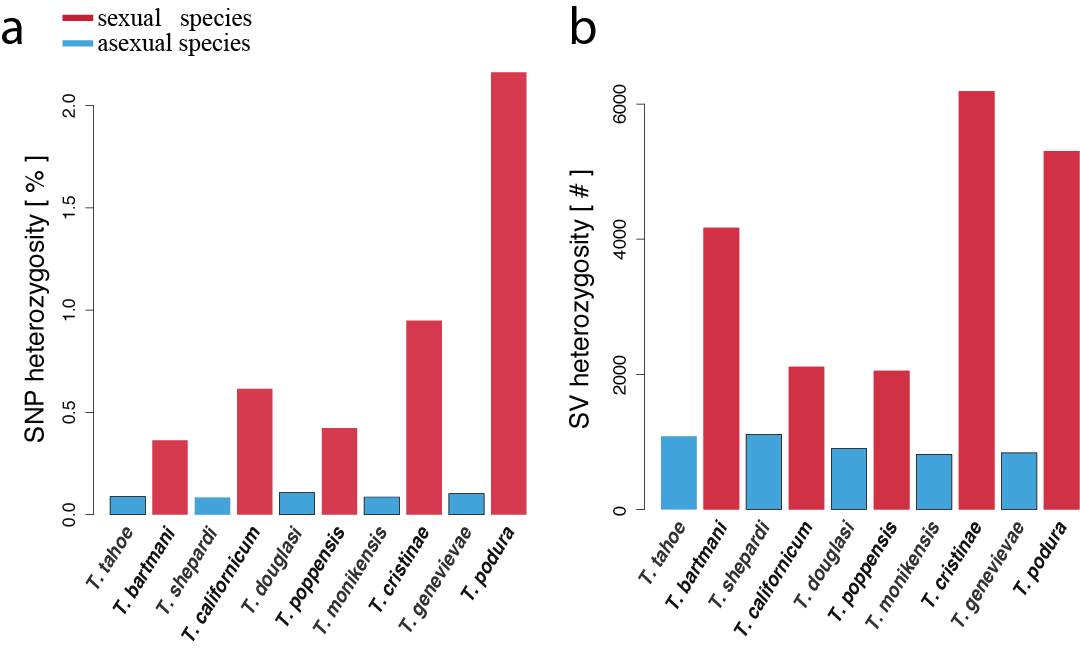 a
sexual species
asexual species
SNP heterozygosity [ % ]
2.0
1.5
1.0
0.5
0.0
T. tahoe
T. bartmani
T. shepardi
T. californicum
T. douglasi
T. poppensis
T. monikensis
T. cristinae
T. genevievae
T. podura
b
SV heterozygosity [ # ]
6000
4000
2000
0
T. tahoe
T. bartmani
T. shepardi
T. californicum
T. douglasi
T. poppensis
T. monikensis
T. cristinae
T. genevievae
T. podura